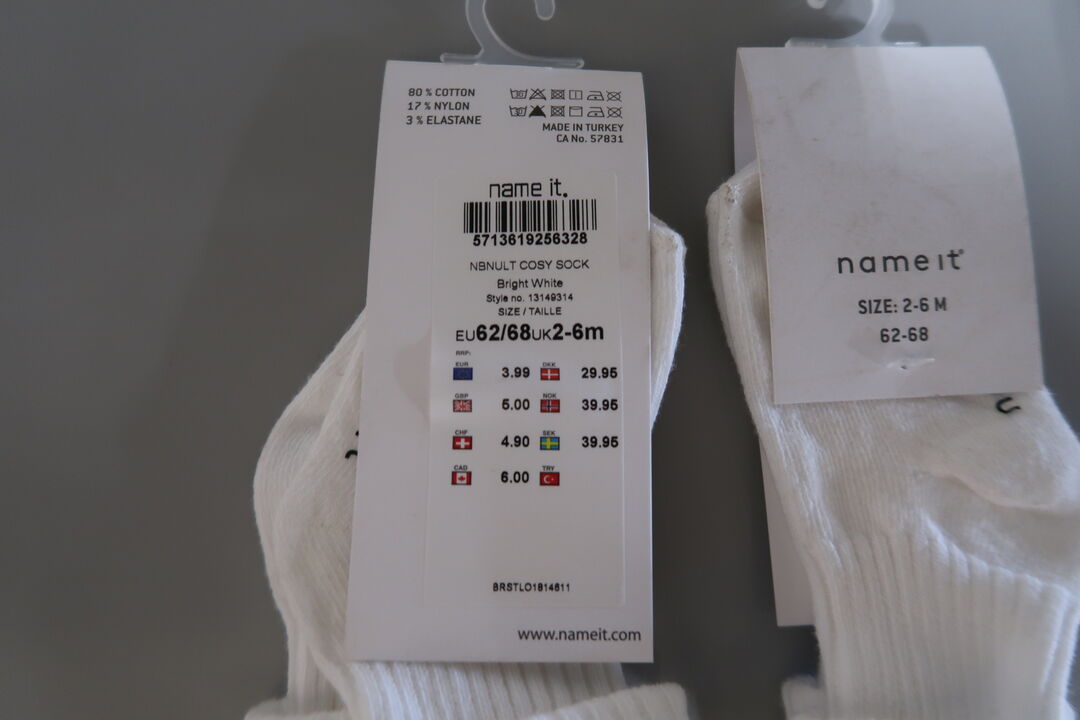 80 % COTTON
17 % NYLON
3 % ELASTANE
MADE IN TURKEY
CA No. 57831
name it.
5713619256328
NBNULT COSY SOCK
Bright White
Style no. 13149314
SIZE / TAILLE
EU62/68UK2-6m
RRP:
EUR 3.99 DKK 29.95
GBP 5.00 NOK 39.95
CHF 4.90 SEK 39.95
CAD 6.00 TRY
BRSTLO1814611
www.nameit.com
name it®
SIZE: 2-6 M
62-68